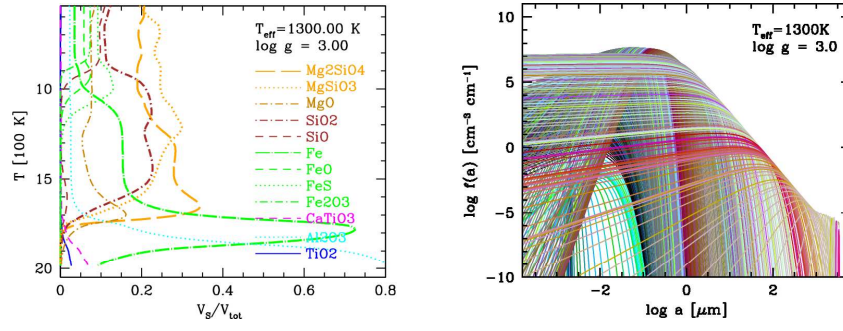 T_eff=1300.00 K
log g = 3.00
Mg2SiO4
MgSiO3
MgO
SiO2
SiO
Fe
FeO
FeS
Fe2O3
CaTiO3
Al2O3
TiO2
10
15
20
T [100 K]
0 0.2 0.4 0.6 0.8
V_S/V_tot
T_eff=1300K
log g = 3.0
10
5
0
-5
-10
log f(a) [cm⁻³ cm⁻¹]
-2 0 2
log a [μm]